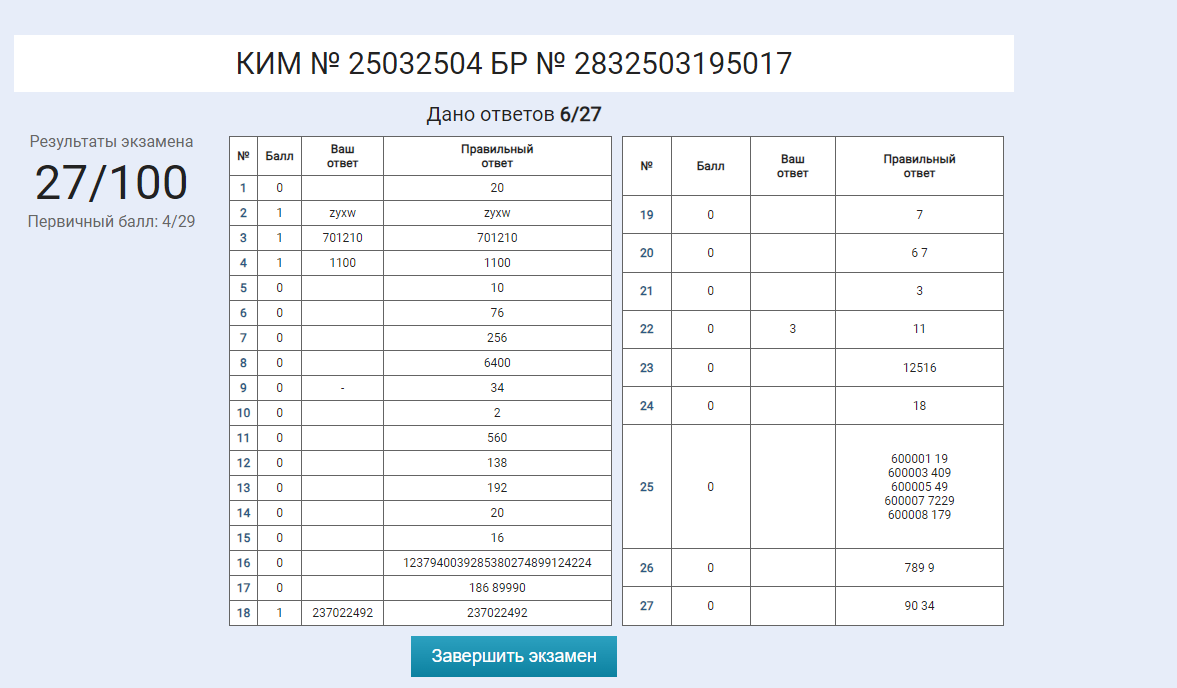 КИМ № 25032504 БР № 2832503195017
Дано ответов 6/27
Результаты экзамена
27/100
Первичный балл: 4/29
№ Балл Ваш ответ Правильный ответ
1 0 20
2 1 zyxw zyxw
3 1 701210 701210
4 1 1100 1100
5 0 10
6 0 76
7 0 256
8 0 6400
9 0 - 34
10 0 2
11 0 560
12 0 138
13 0 192
14 0 20
15 0 16
16 0 1237940039285380274899124224
17 0 186 89990
18 1 237022492 237022492
№ Балл Ваш ответ Правильный ответ
19 0 7
20 0 6 7
21 0 3
22 0 3 11
23 0 12516
24 0 18
25 0 600001 19
600003 409
600005 49
600007 7229
600008 179
26 0 789 9
27 0 90 34
Завершить экзамен